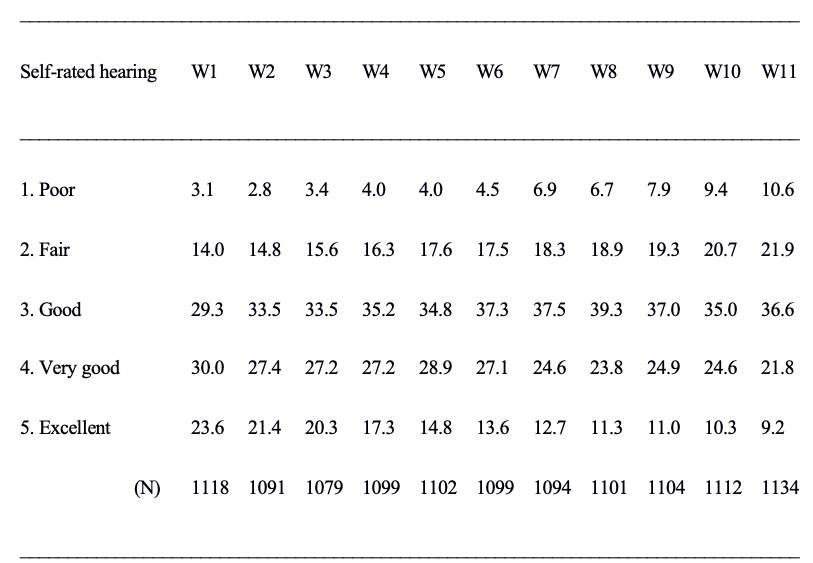 Self-rated hearing W1 W2 W3 W4 W5 W6 W7 W8 W9 W10 W11
1. Poor 3.1 2.8 3.4 4.0 4.0 4.5 6.9 6.7 7.9 9.4 10.6
2. Fair 14.0 14.8 15.6 16.3 17.6 17.5 18.3 18.9 19.3 20.7 21.9
3. Good 29.3 33.5 33.5 35.2 34.8 37.3 37.5 39.3 37.0 35.0 36.6
4. Very good 30.0 27.4 27.2 27.2 28.9 27.1 24.6 23.8 24.9 24.6 21.8
5. Excellent 23.6 21.4 20.3 17.3 14.8 13.6 12.7 11.3 11.0 10.3 9.2
(N) 1118 1091 1079 1099 1102 1099 1094 1101 1104 1112 1134